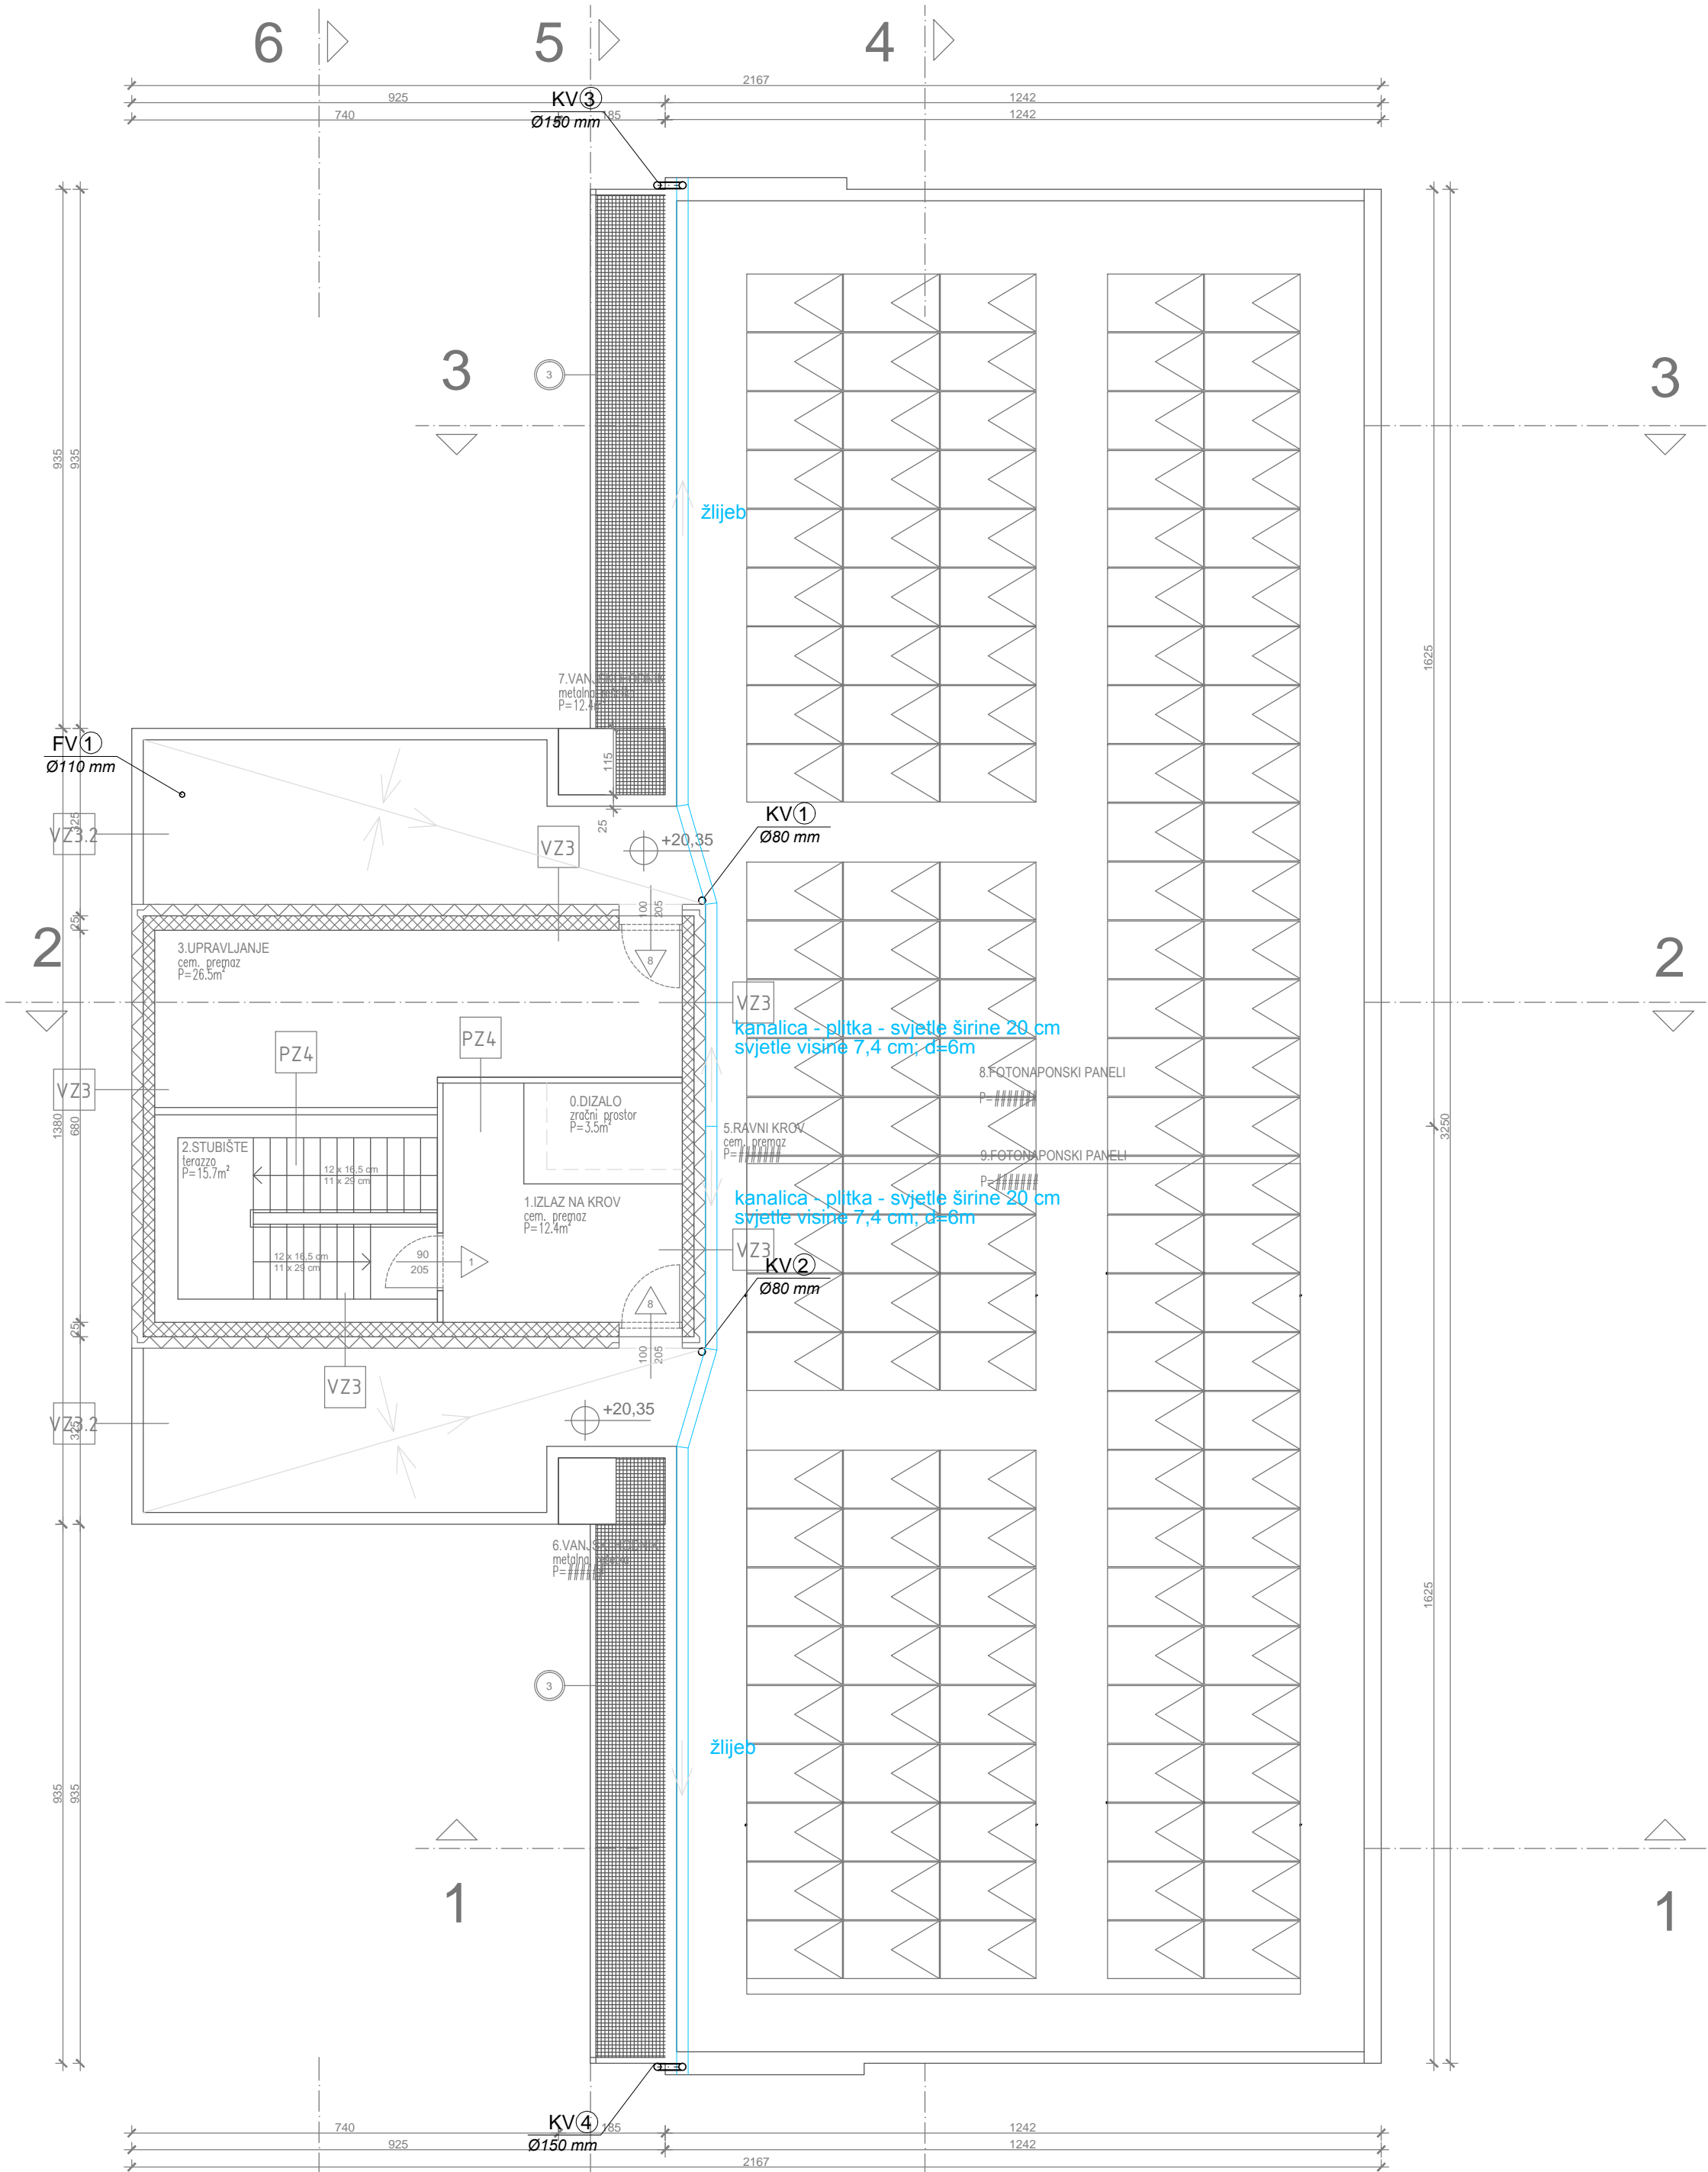 6
5
4
2167
925
1242
740
185
1242
KV3
Ø150 mm
3
3
3
935
935
žlijeb
1625
7.VANJSKI
metalna
P=12.4m²
115
25
FV1
Ø110 mm
325
VZ3.2
VZ3
+20,35
KV1
Ø80 mm
100
205
8
25
2
2
3.UPRAVLJANJE
cem. premaz
P=26.5m²
VZ3
kanalica - plitka - svjetle širine 20 cm
svjetle visine 7,4 cm; d=6m
PZ4
PZ4
8.FOTONAPONSKI PANELI
P=#######
VZ3
1380
680
0.DIZALO
zračni prostor
P=3.5m²
3250
5.RAVNI KROV
cem. premaz
P=#######
2.STUBIŠTE
terazzo
P=15.7m²
9.FOTONAPONSKI PANELI
P=#######
12 x 16,5 cm
11 x 29 cm
kanalica - plitka - svjetle širine 20 cm
svjetle visine 7,4 cm; d=6m
1.IZLAZ NA KROV
cem. premaz
P=12.4m²
12 x 16,5 cm
11 x 29 cm
90
205
1
VZ3
KV2
Ø80 mm
8
25
100
205
VZ3
+20,35
VZ3.2
325
6.VANJSKI
metalna
P=######
1625
3
žlijeb
935
935
1
1
KV4
Ø150 mm
740
185
1242
925
1242
2167